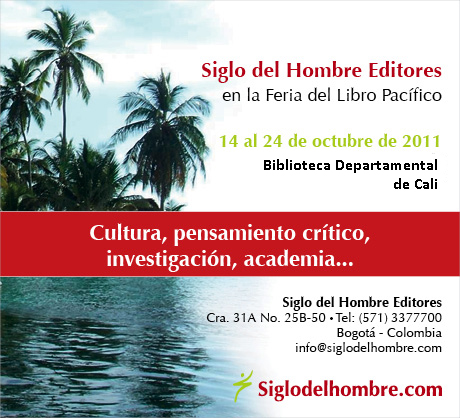 Siglo del Hombre Editores
en la Feria del Libro Pacífico
14 al 24 de octubre de 2011
Biblioteca Departamental
de Cali
Cultura, pensamiento crítico,
investigación, academia...
Siglo del Hombre Editores
Cra. 31A No. 25B-50 • Tel: (571) 3377700
Bogotá - Colombia
info@siglodelhombre.com
Siglodelhombre.com